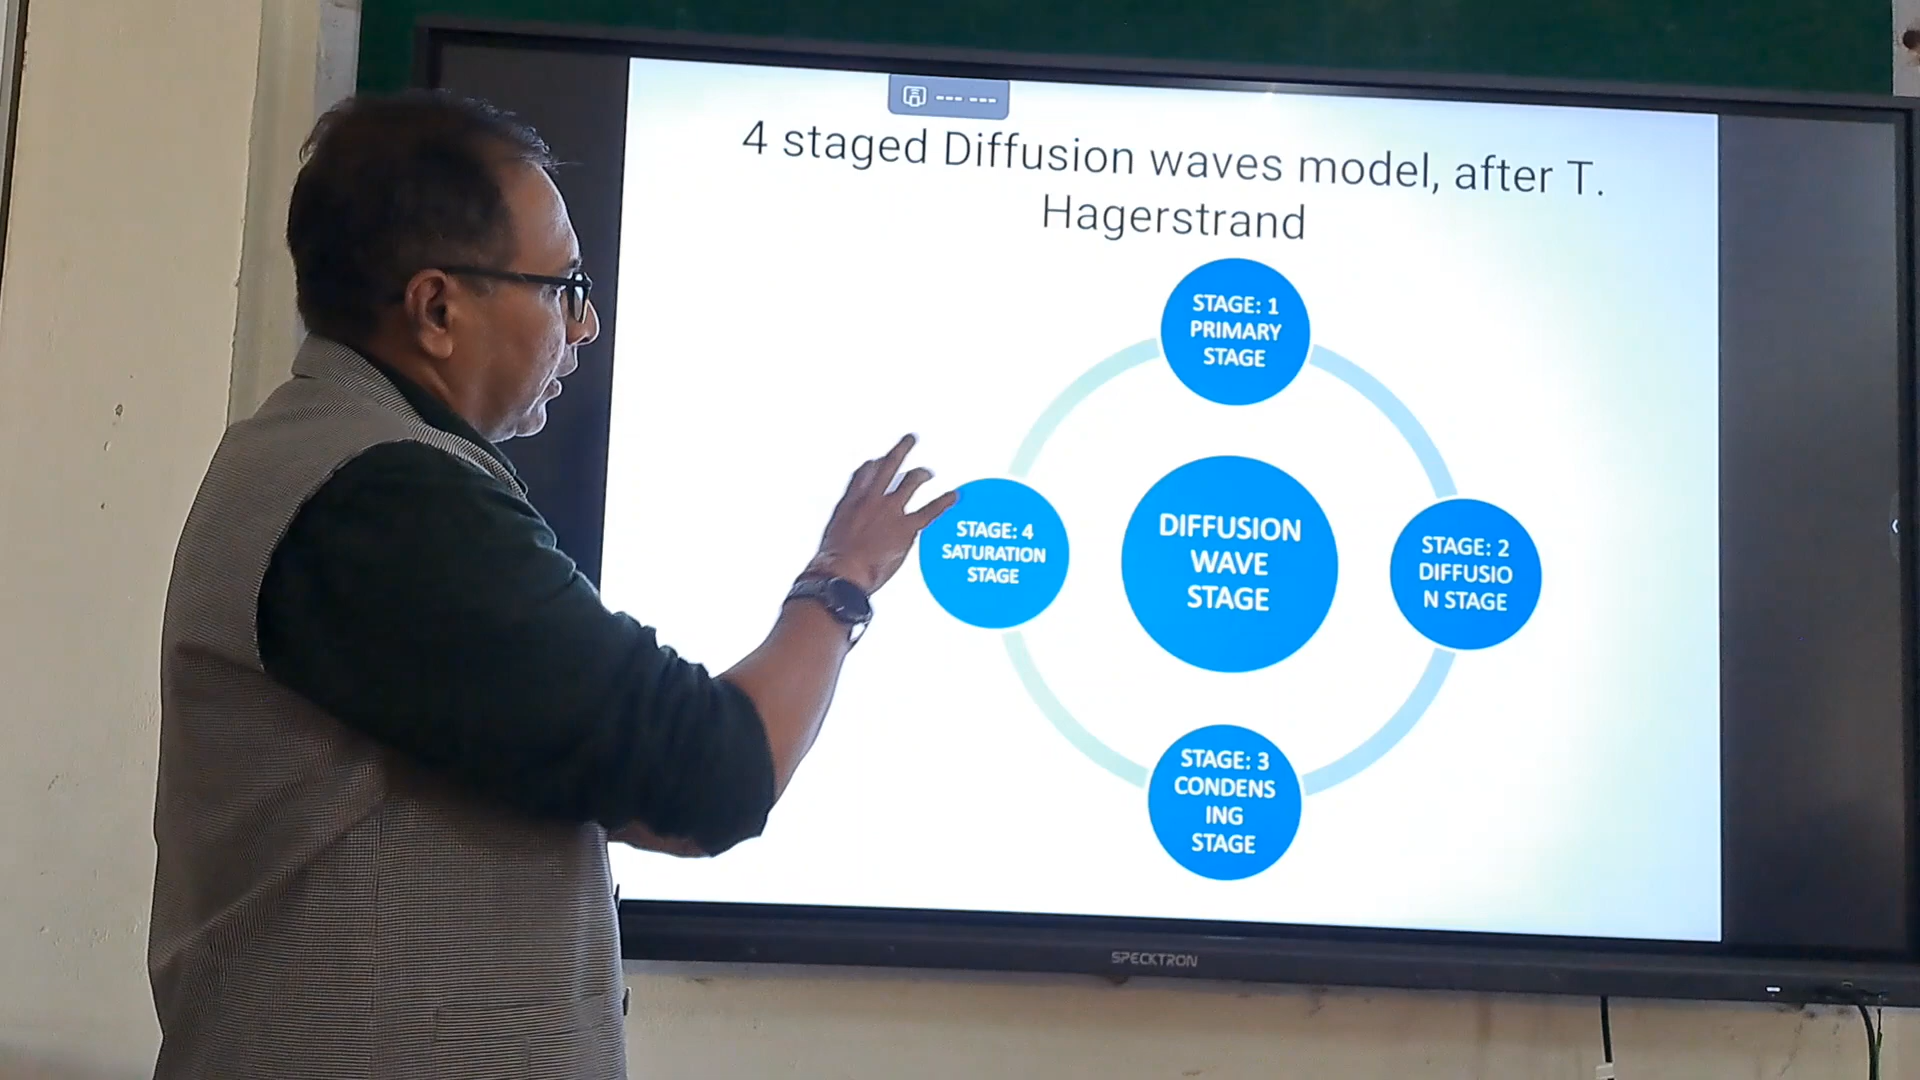 4 staged Diffusion waves model, after T.
Hagerstrand
STAGE: 1
PRIMARY
STAGE
STAGE: 2
DIFFUSIO
N STAGE
STAGE: 3
CONDENS
ING
STAGE
STAGE: 4
SATURATION
STAGE
DIFFUSION
WAVE
STAGE
SPECKTRON